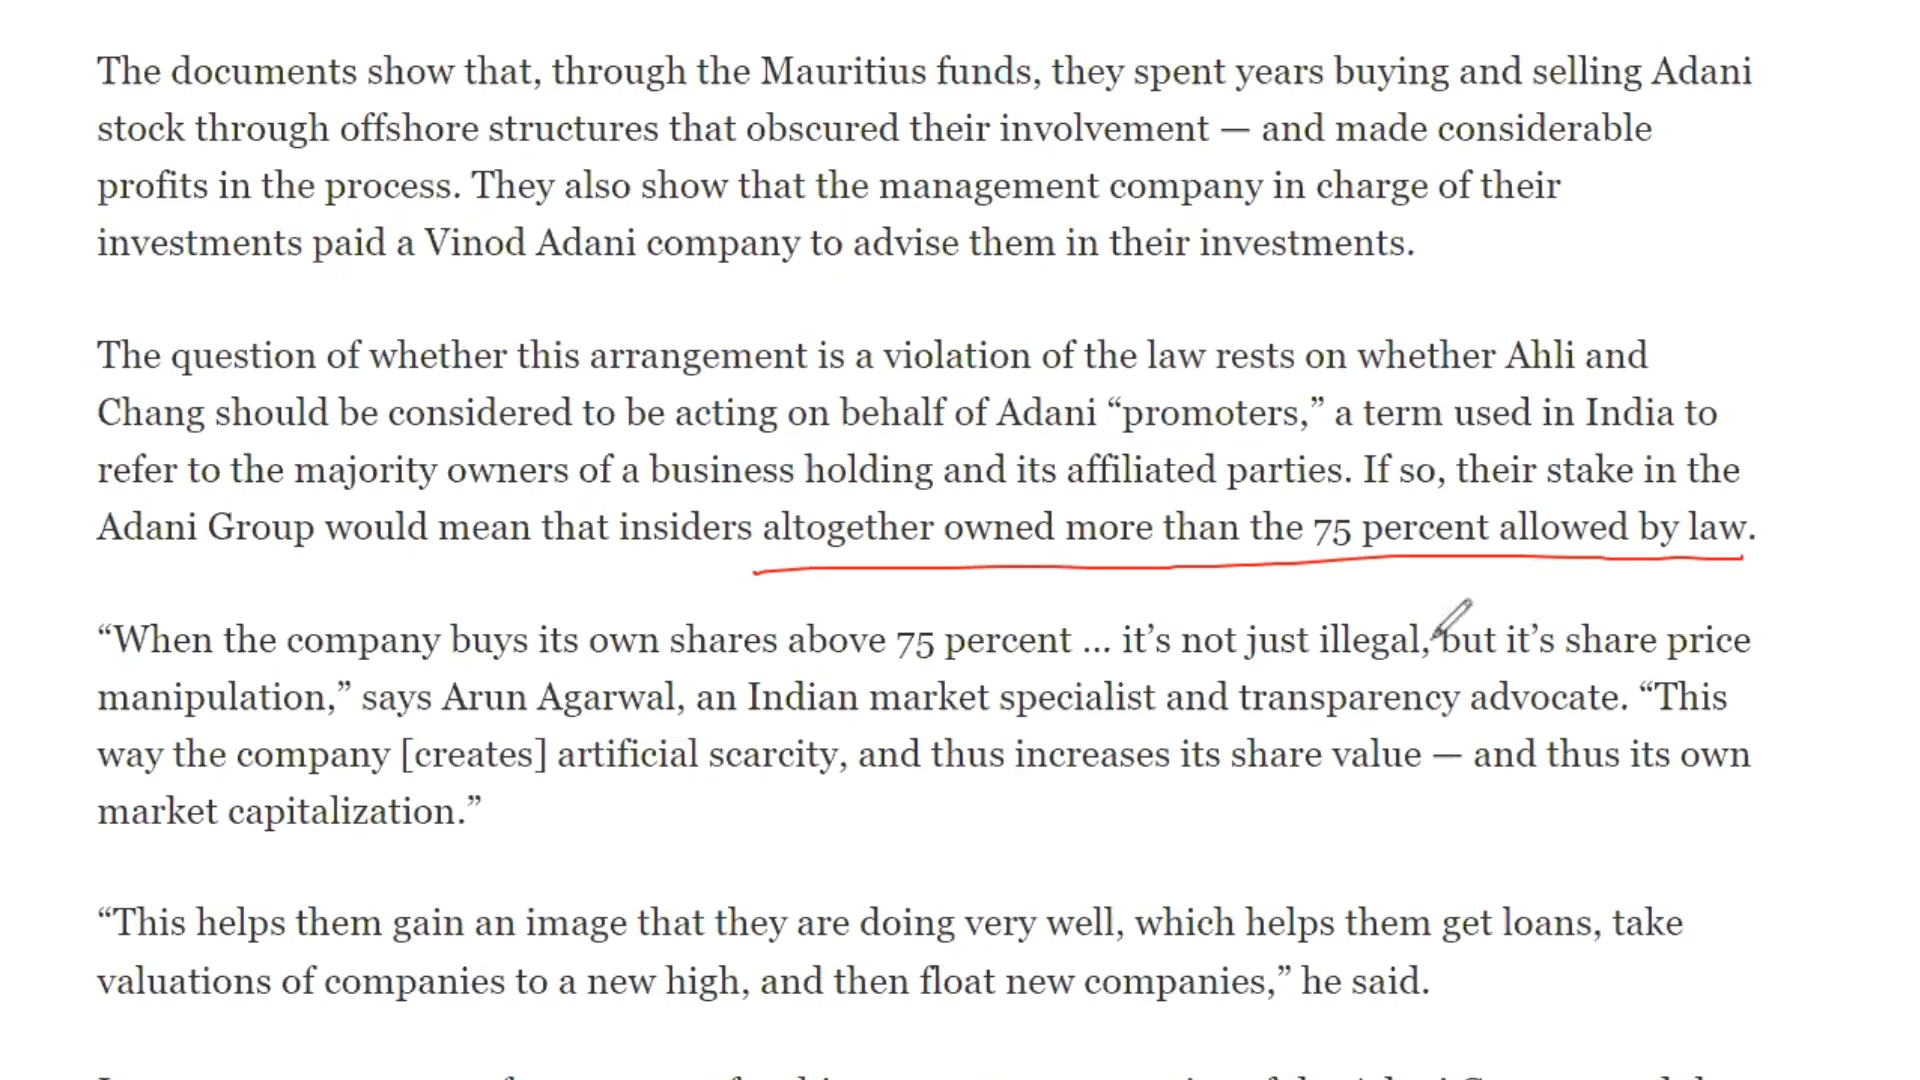 The documents show that, through the Mauritius funds, they spent years buying and selling Adani
stock through offshore structures that obscured their involvement — and made considerable
profits in the process. They also show that the management company in charge of their
investments paid a Vinod Adani company to advise them in their investments.
The question of whether this arrangement is a violation of the law rests on whether Ahli and
Chang should be considered to be acting on behalf of Adani “promoters,” a term used in India to
refer to the majority owners of a business holding and its affiliated parties. If so, their stake in the
Adani Group would mean that insiders altogether owned more than the 75 percent allowed by law.
“When the company buys its own shares above 75 percent ... it’s not just illegal, but it’s share price
manipulation,” says Arun Agarwal, an Indian market specialist and transparency advocate. “This
way the company [creates] artificial scarcity, and thus increases its share value — and thus its own
market capitalization.”
“This helps them gain an image that they are doing very well, which helps them get loans, take
valuations of companies to a new high, and then float new companies,” he said.